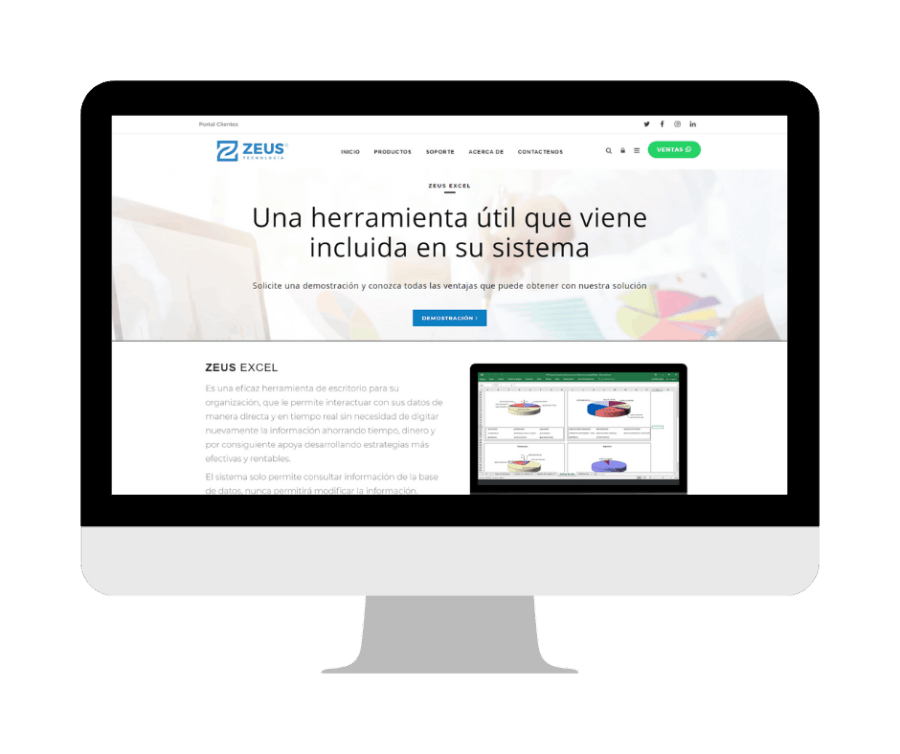 Portal Clientes
ZEUS
TECNOLOGÍA
INICIO PRODUCTOS SOPORTE ACERCA DE CONTACTENOS
VENTAS
ZEUS EXCEL
Una herramienta útil que viene
incluida en su sistema
Solicite una demostración y conozca todas las ventajas que puede obtener con nuestra solución
DEMOSTRACIÓN !
ZEUS EXCEL
Es una eficaz herramienta de escritorio para su
organización, que le permite interactuar con sus datos de
manera directa y en tiempo real sin necesidad de digitar
nuevamente la información ahorrando tiempo, dinero y
por consiguiente apoya desarrollando estrategias más
efectivas y rentables.
El sistema solo permite consultar información de la base
de datos, nunca permitirá modificar la información.